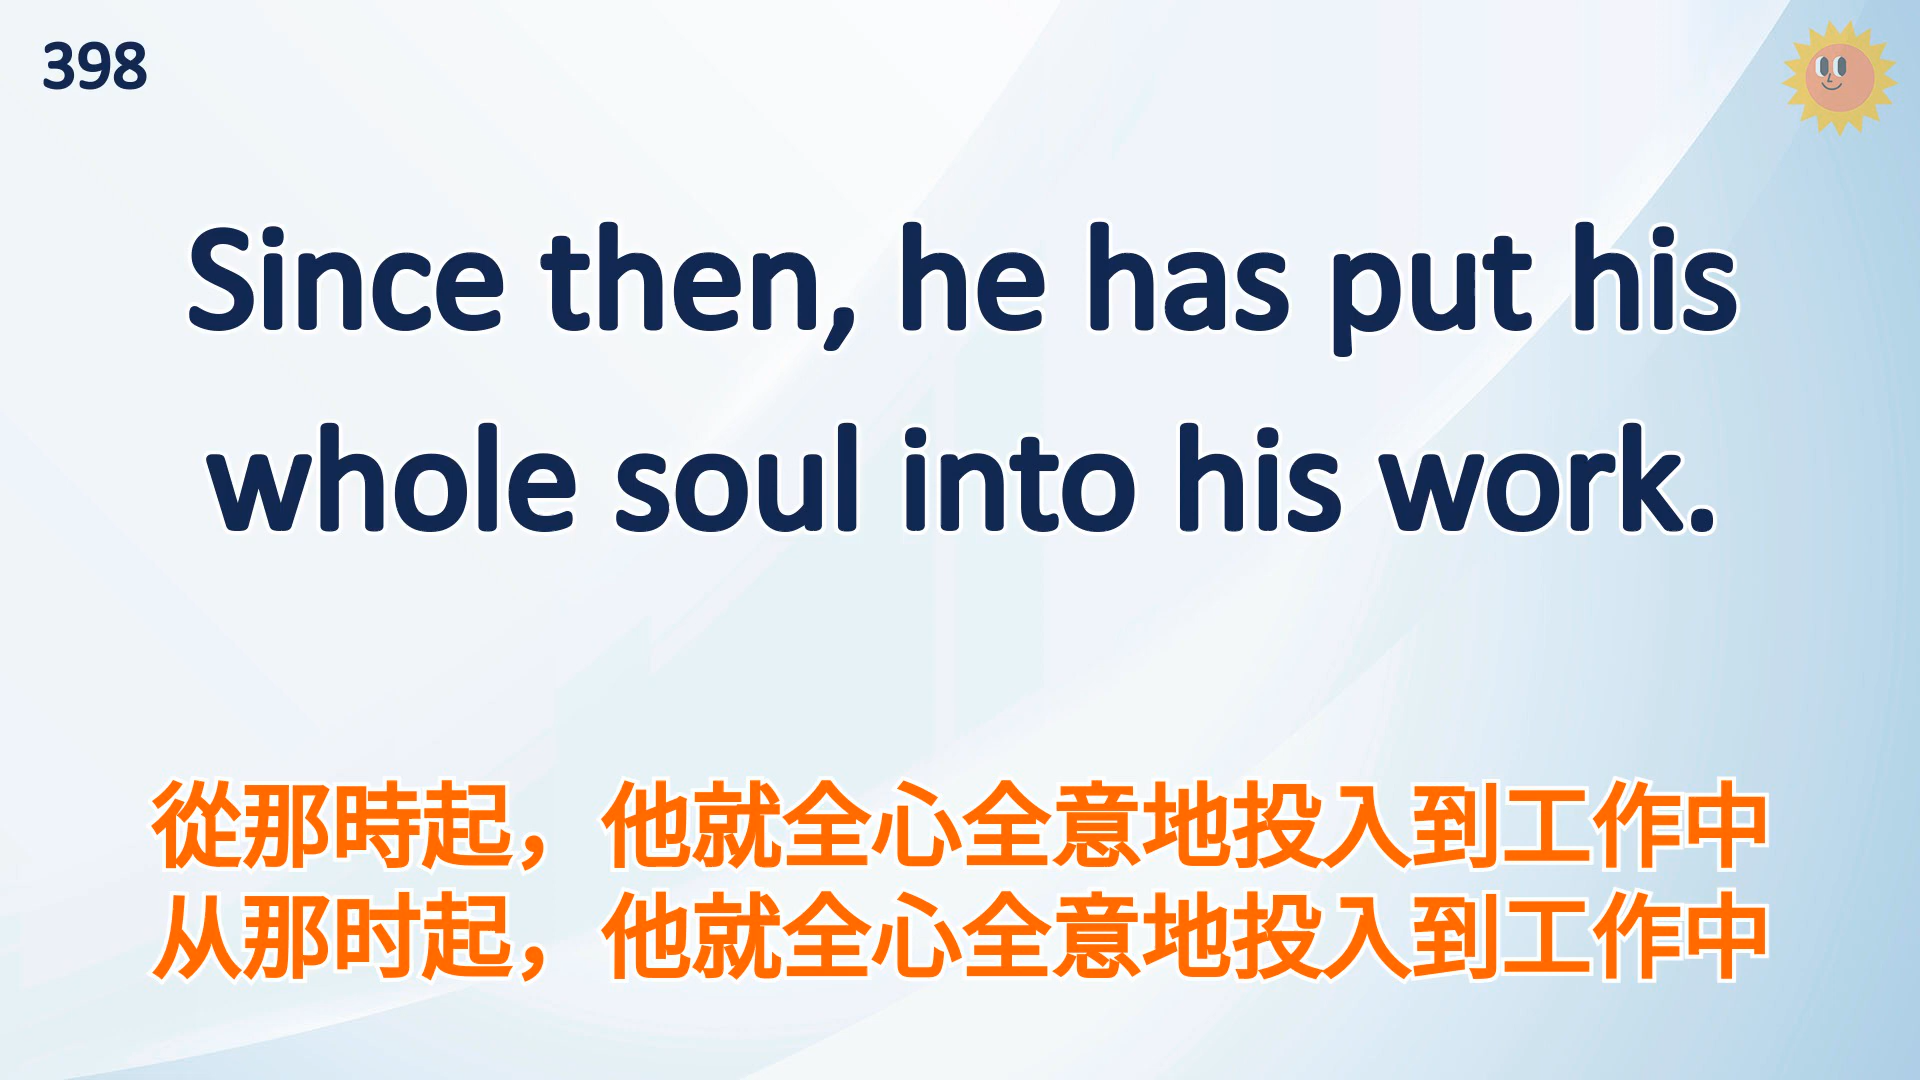 398
Since then, he has put his
whole soul into his work.
從那時起，他就全心全意地投入到工作中
从那时起，他就全心全意地投入到工作中